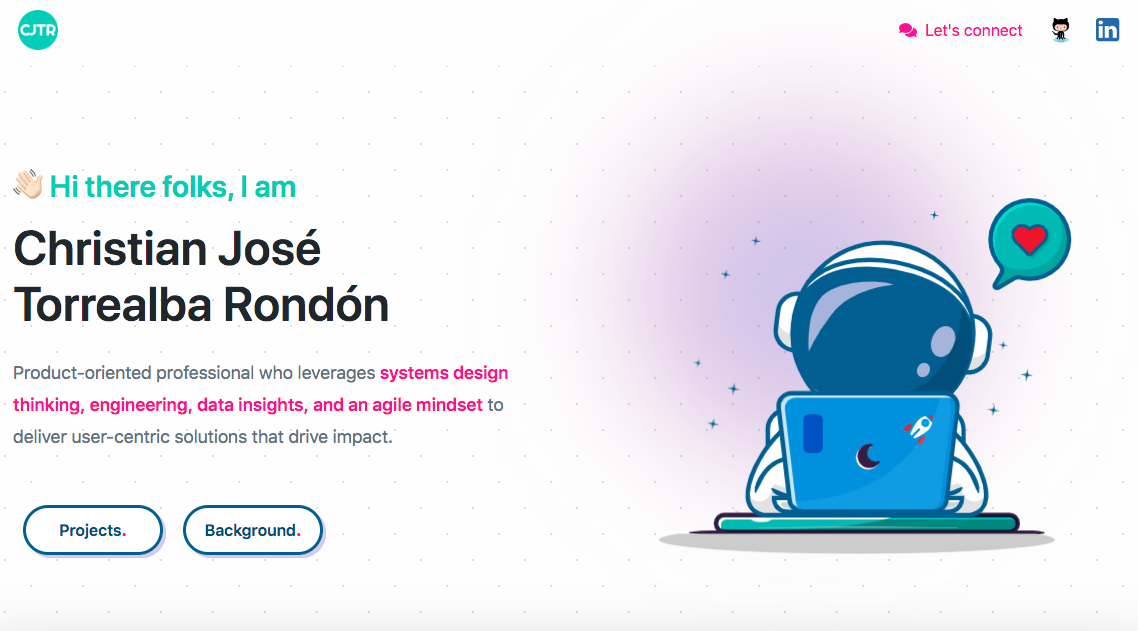 CJTR
Let's connect
in
Hi there folks, I am
Christian José
Torrealba Rondón
Product-oriented professional who leverages systems design
thinking, engineering, data insights, and an agile mindset to
deliver user-centric solutions that drive impact.
Projects.
Background.